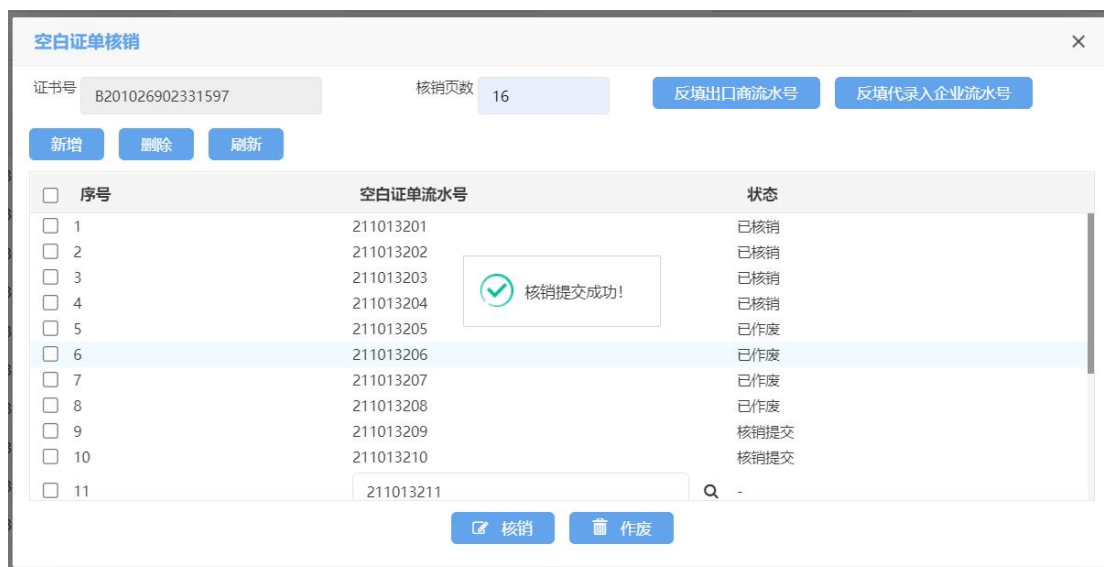 空白证单核销
证书号 B201026902331597 核销页数 16 反填出口商流水号 反填代录入企业流水号
新增 删除 刷新
序号 空白证单流水号 状态
1 211013201 已核销
2 211013202 已核销
3 211013203 已核销
4 211013204 已核销
核销提交成功!
5 211013205 已作废
6 211013206 已作废
7 211013207 已作废
8 211013208 已作废
9 211013209 核销提交
10 211013210 核销提交
11 211013211 -
核销 作废